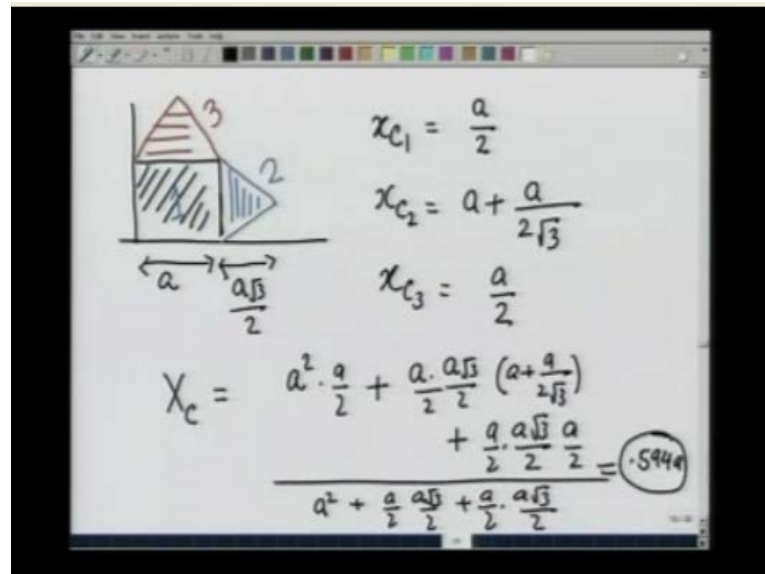 3
2
1
a
a√3/2
x_C₁ = a/2
x_C₂ = a + a/(2√3)
x_C₃ = a/2
X_C = (a² · a/2 + a/2 · a√3/2 (a + a/(2√3)) + a/2 · a√3/2 a/2) / (a² + a/2 a√3/2 + a/2 · a√3/2) = .594a